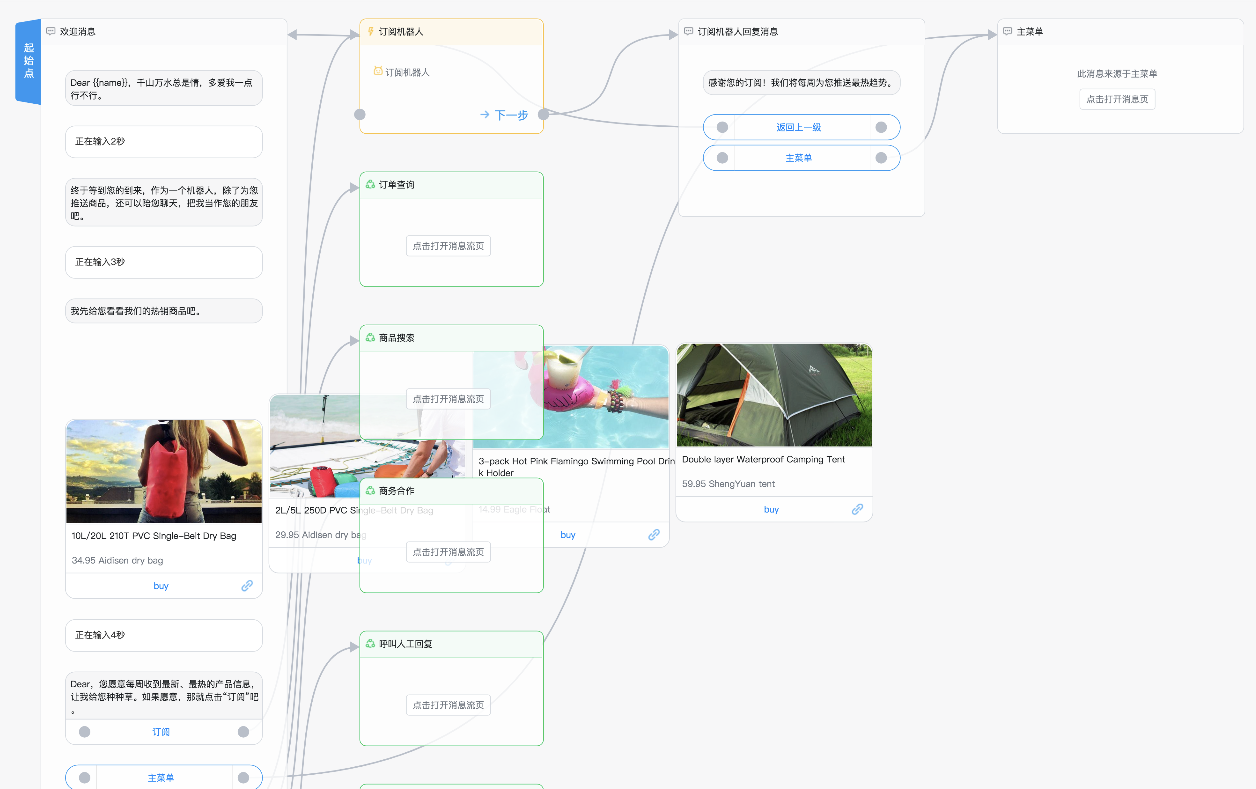 起始点
欢迎消息
Dear {{name}}，千山万水总是情，多爱我一点
行不行。
正在输入2秒
终于等到您的到来，作为一个机器人，除了为您
推送商品，还可以陪您聊天，把我当作您的朋友
吧。
正在输入3秒
我先给您看看我们的热销商品吧。
10L/20L 210T PVC Single-Belt Dry Bag
34.95 Aidisen dry bag
buy
2L/5L 250D PVC Single-Belt Dry Bag
29.95 Aidisen dry bag
buy
3-pack Hot Pink Flamingo Swimming Pool Drin
k Holder
14.98 Eagle Float
buy
Double layer Waterproof Camping Tent
59.95 ShengYuan tent
buy
正在输入4秒
Dear，您愿意每周收到最新、最热的产品信息，
让我给您种种草。如果愿意，那就点击“订阅”吧
。
订阅
主菜单
订阅机器人
订阅机器人
下一步
订单查询
点击打开消息流页
商品搜索
点击打开消息流页
商务合作
点击打开消息流页
呼叫人工回复
点击打开消息流页
订阅机器人回复消息
感谢您的订阅！我们将每周为您推送最热趋势。
返回上一级
主菜单
主菜单
此消息来源于主菜单
点击打开消息页